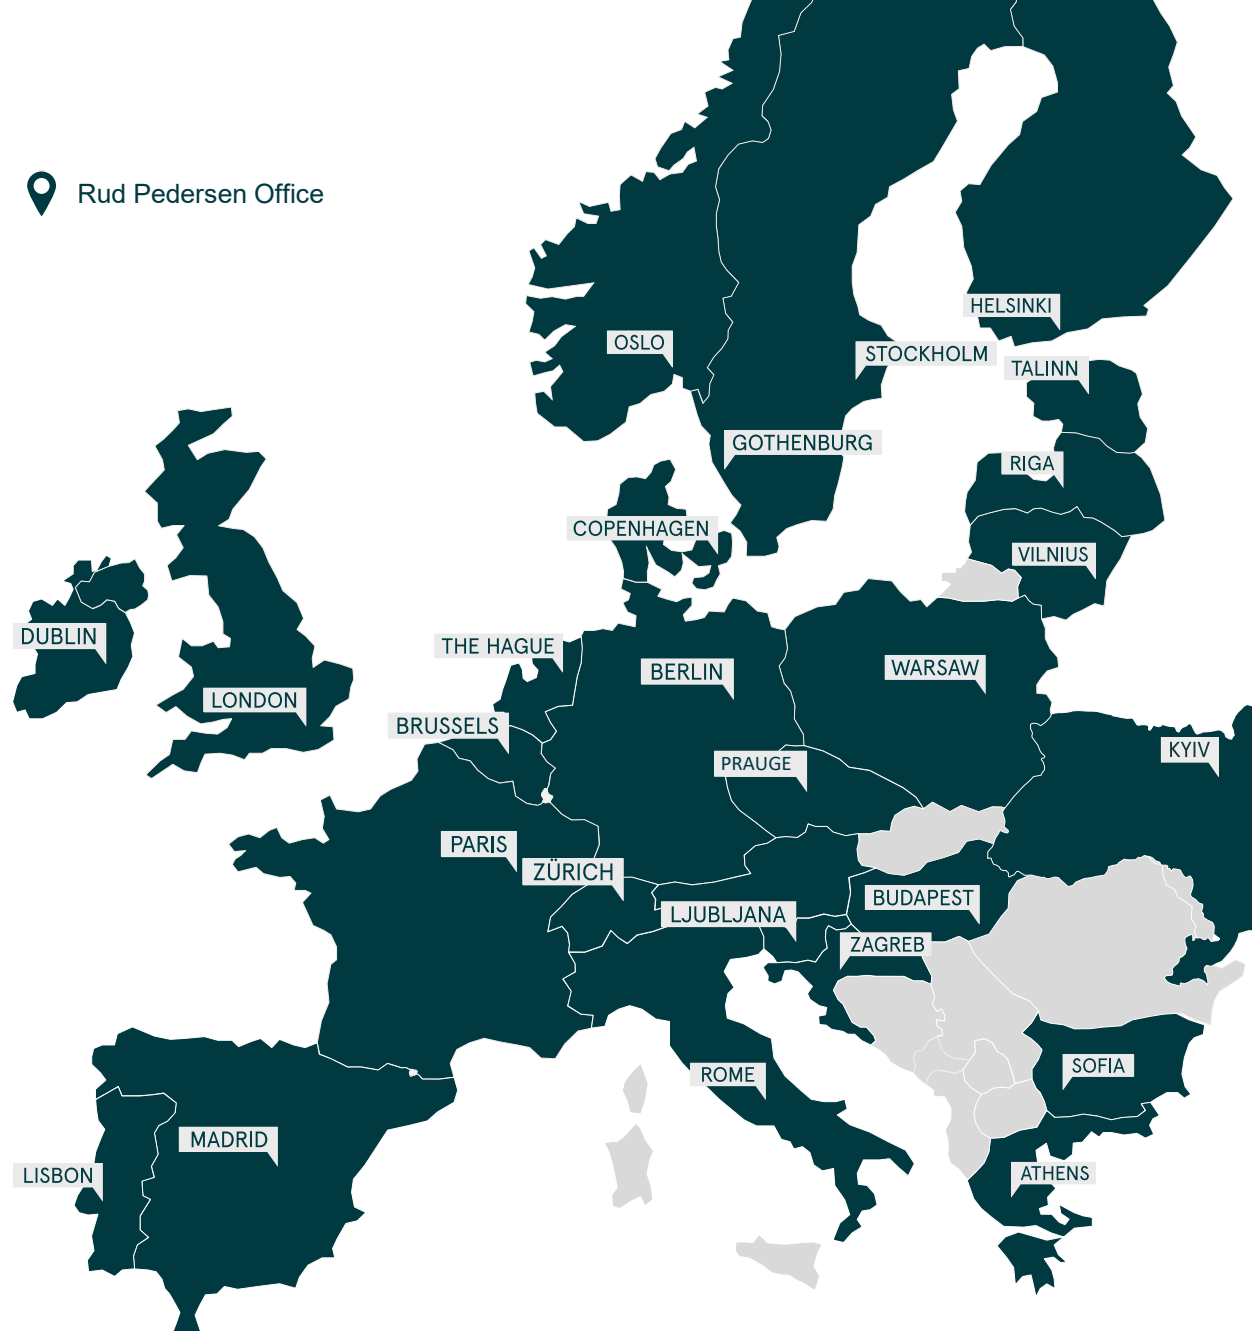 Rud Pedersen Office
HELSINKI
OSLO
STOCKHOLM
TALINN
GOTHENBURG
RIGA
COPENHAGEN
VILNIUS
DUBLIN
THE HAGUE
BERLIN
WARSAW
LONDON
BRUSSELS
KYIV
PRAUGE
PARIS
ZÜRICH
BUDAPEST
LJUBLJANA
ZAGREB
SOFIA
ROME
MADRID
LISBON
ATHENS